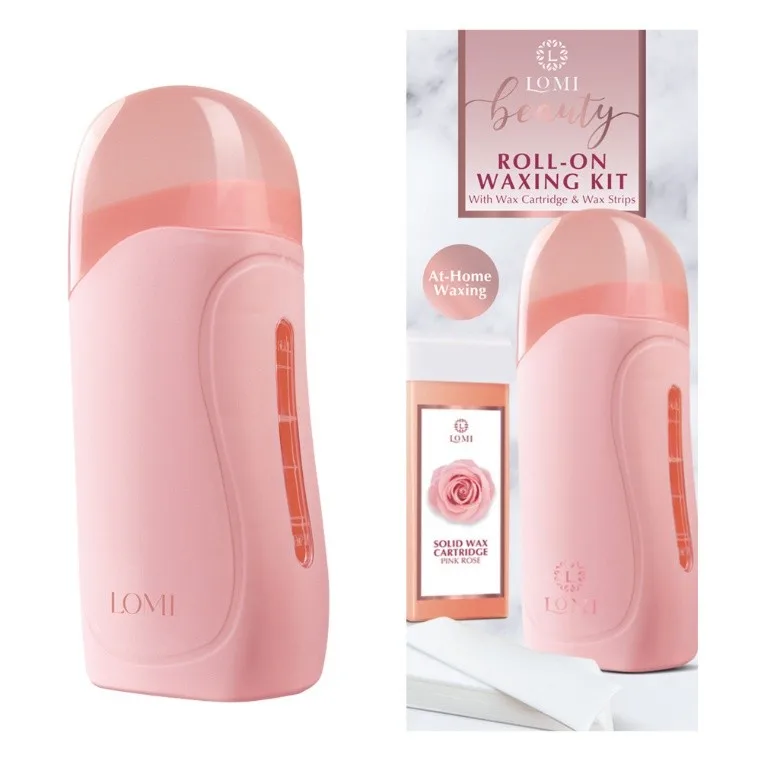 LOMI
L
LOMI
beauty
ROLL-ON
WAXING KIT
With Wax Cartridge & Wax Strips
At-Home
Waxing
L
LOMI
SOLID WAX
CARTRIDGE
PINK ROSE
L
LOMI